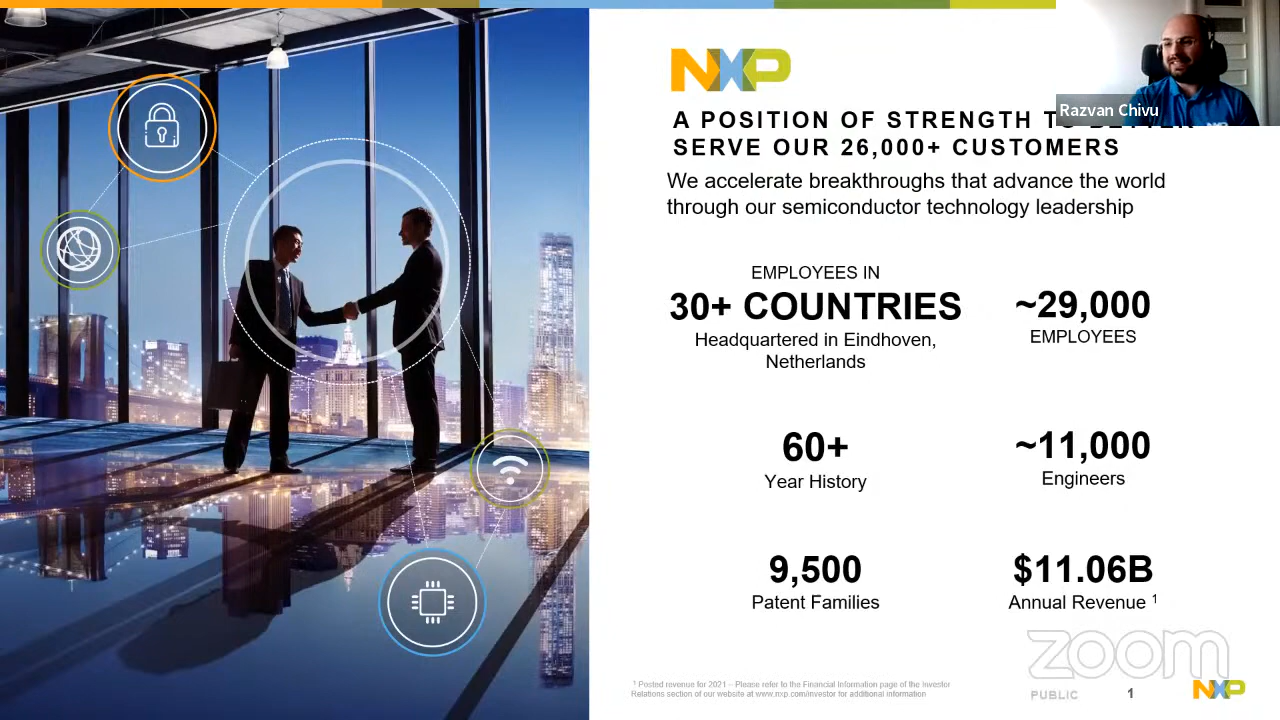 NXP
Razvan Chivu
A POSITION OF STRENGTH TO BETTER
SERVE OUR 26,000+ CUSTOMERS
We accelerate breakthroughs that advance the world
through our semiconductor technology leadership
EMPLOYEES IN
30+ COUNTRIES
Headquartered in Eindhoven,
Netherlands
~29,000
EMPLOYEES
60+
Year History
~11,000
Engineers
9,500
Patent Families
$11.06B
Annual Revenue ¹
zoom
¹ Posted revenue for 2021 – Please refer to the Financial Information page of the Investor
Relations section of our website at www.nxp.com/investor for additional information
PUBLIC
1
NXP